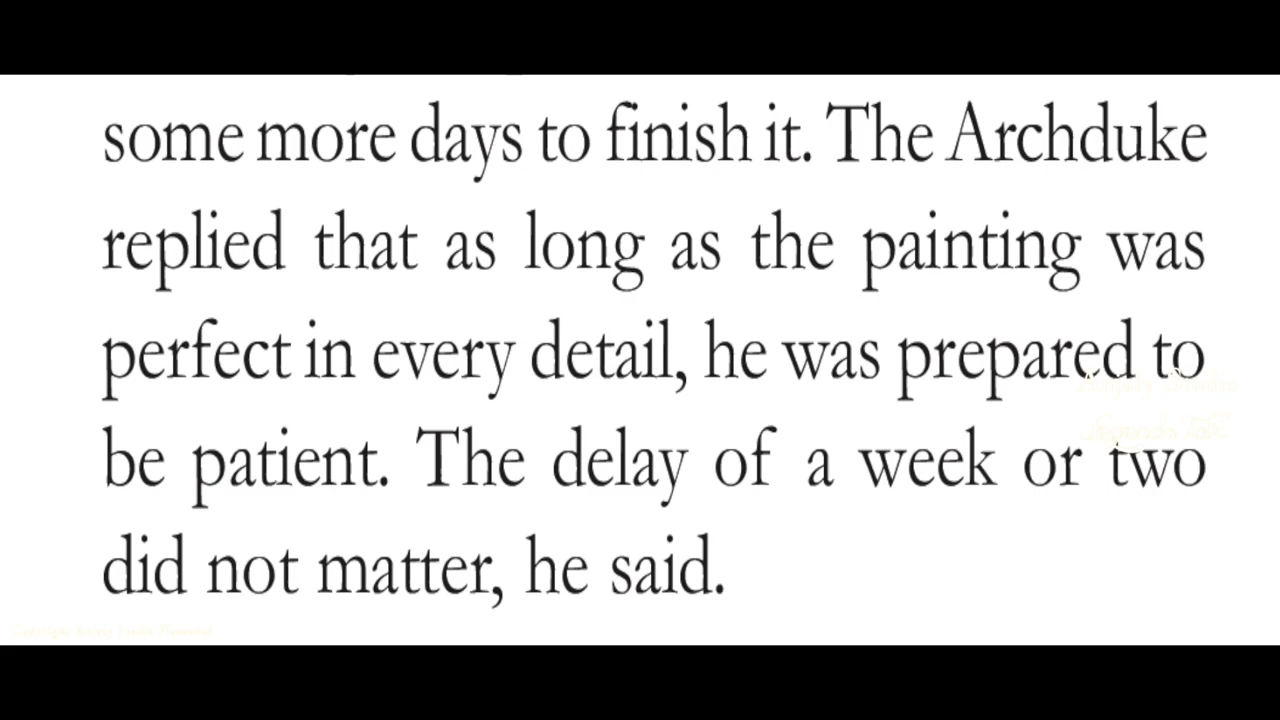 some more days to finish it. The Archduke
replied that as long as the painting was
perfect in every detail, he was prepared to
be patient. The delay of a week or two
did not matter, he said.